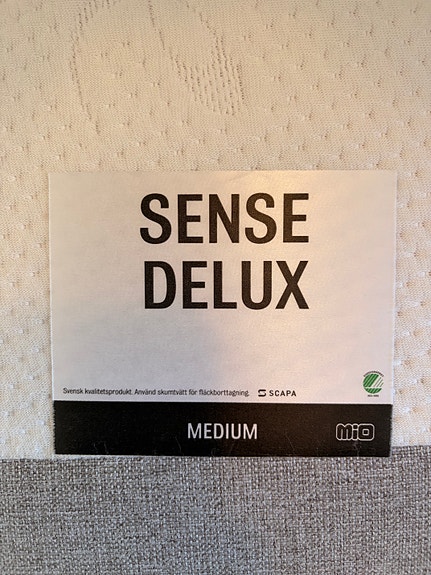 SENSE
DELUX
Svensk kvalitetsprodukt. Använd skumtvätt för fläckborttagning. SCAPA
MEDIUM MIO